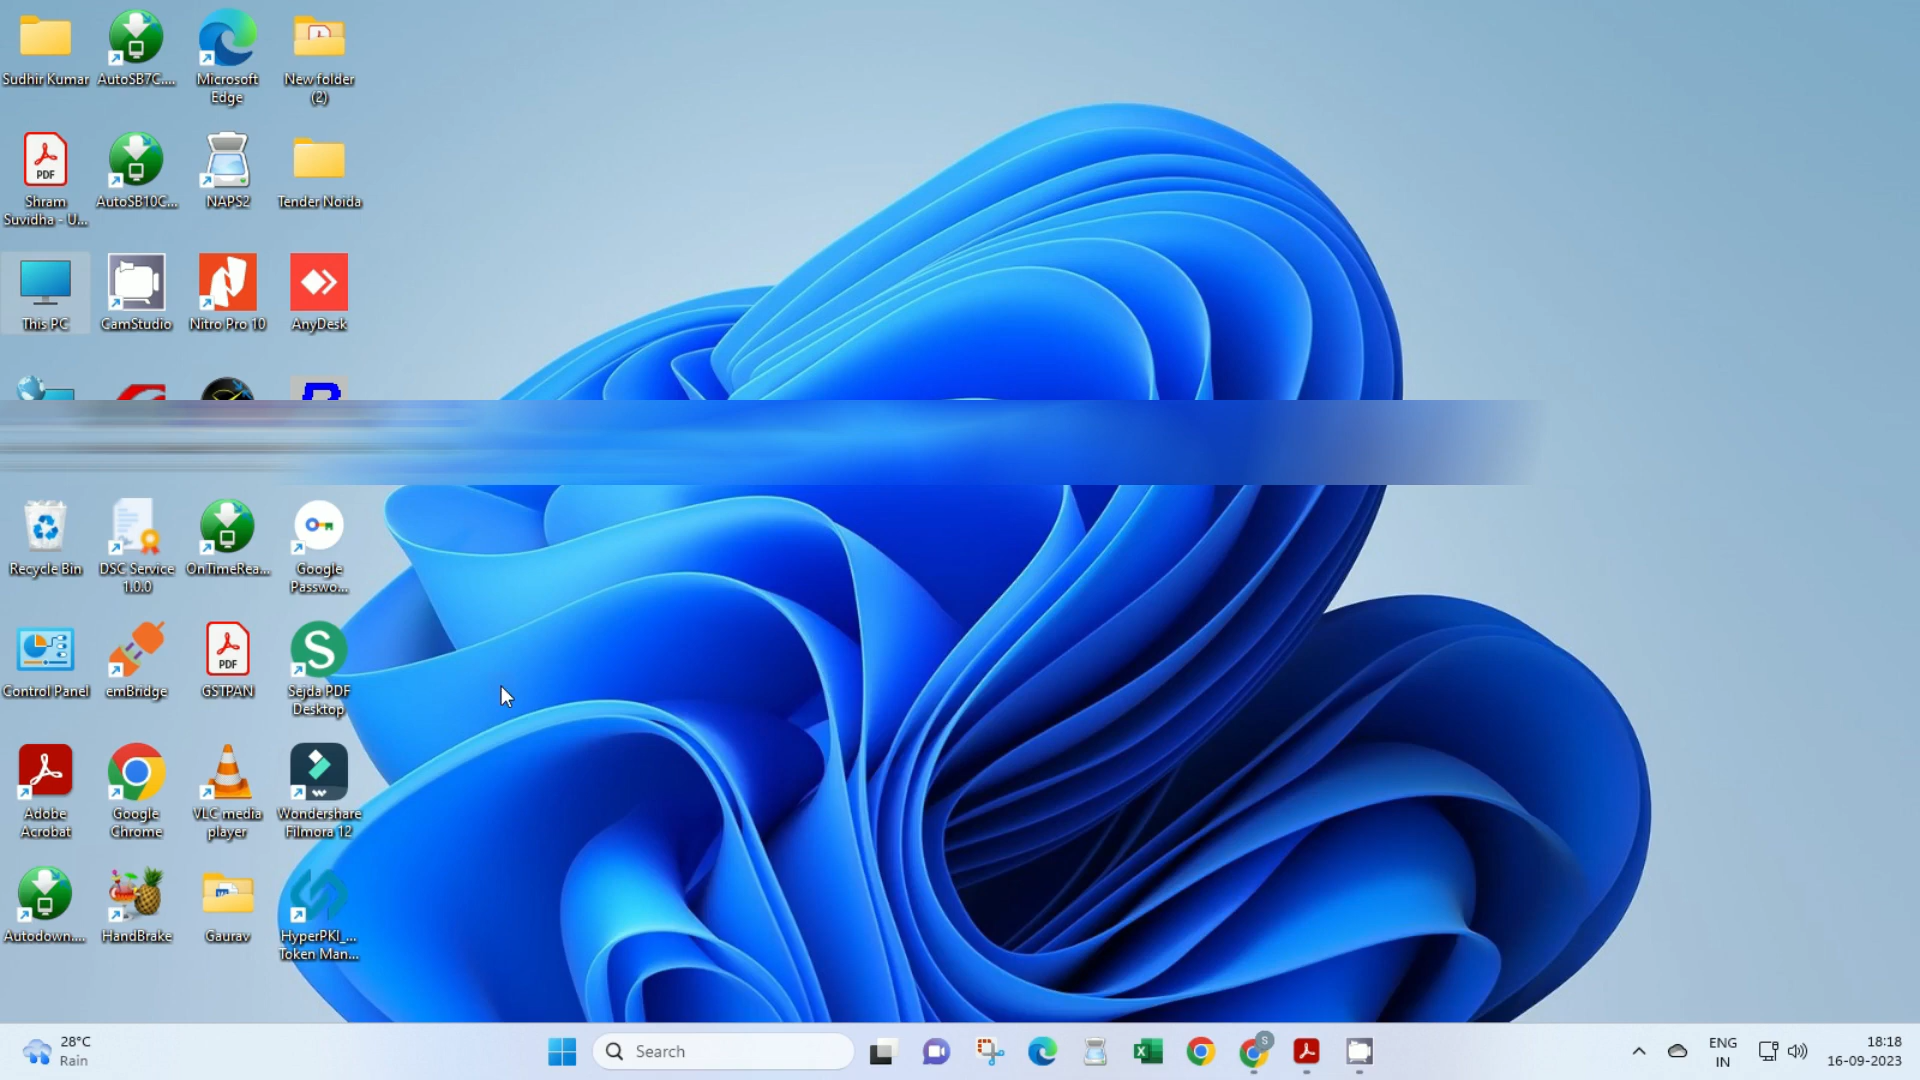 Sudhir Kumar
AutoSB7C....
Microsoft
Edge
New folder
(2)
PDF
Shram
Suvidha - U...
AutoSB10C...
NAPS2
Tender Noida
This PC
CamStudio
Nitro Pro 10
AnyDesk
Recycle Bin
DSC Service
1.0.0
OnTimeRea...
Google
Passwo...
Control Panel
emBridge
PDF
GSTPAN
S
Sejda PDF
Desktop
Adobe
Acrobat
Google
Chrome
VLC media
player
Wondershare
Filmora 12
Autodown....
HandBrake
Gaurav
HyperPKI_...
Token Man...
28°C
Rain
Search
S
ENG
IN
18:18
16-09-2023